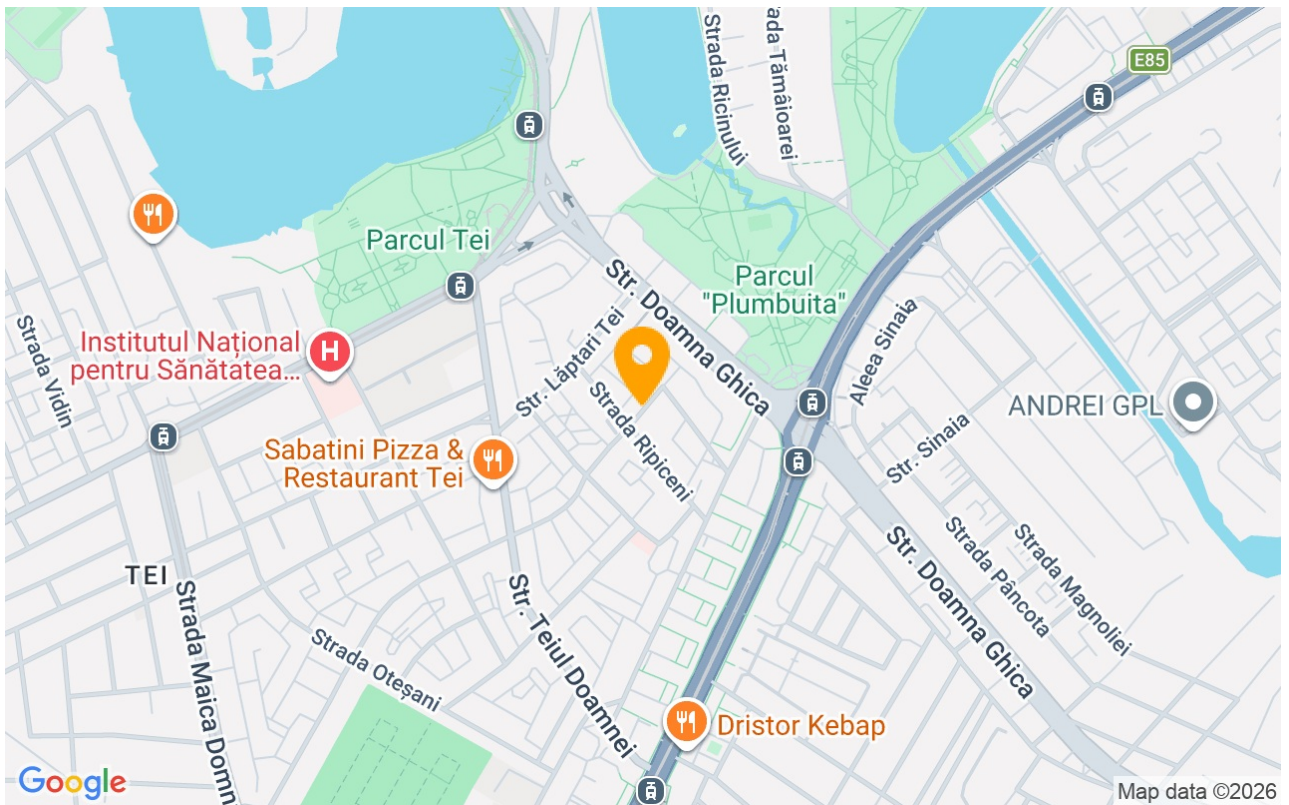 Strada Ricinului
ada Tămâioarei
E85
Parcul Tei
Str. Doamna Ghica
Parcul
"Plumbuita"
Strada Vidin
Institutul Național
pentru Sănătatea...
H
Str. Lăptari Tei
Aleea Sinaia
ANDREI GPL
Strada Ripiceni
Sabatini Pizza &
Restaurant Tei
Str. Sinaia
TEI
Strada Maica Domn
Str. Teiul Doamnei
Str. Doamna Ghica
Strada Pâncota
Strada Magnoliei
Strada Oteșani
Dristor Kebap
Google
Map data ©2026